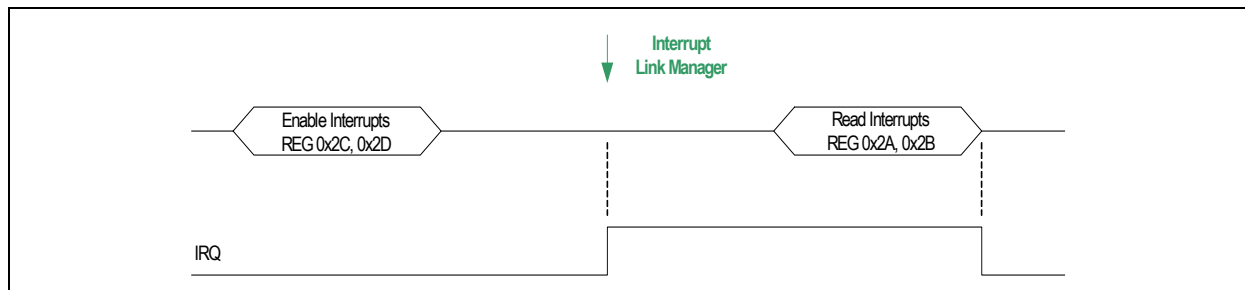 Interrupt
Link Manager
Enable Interrupts
REG 0x2C, 0x2D
Read Interrupts
REG 0x2A, 0x2B
IRQ